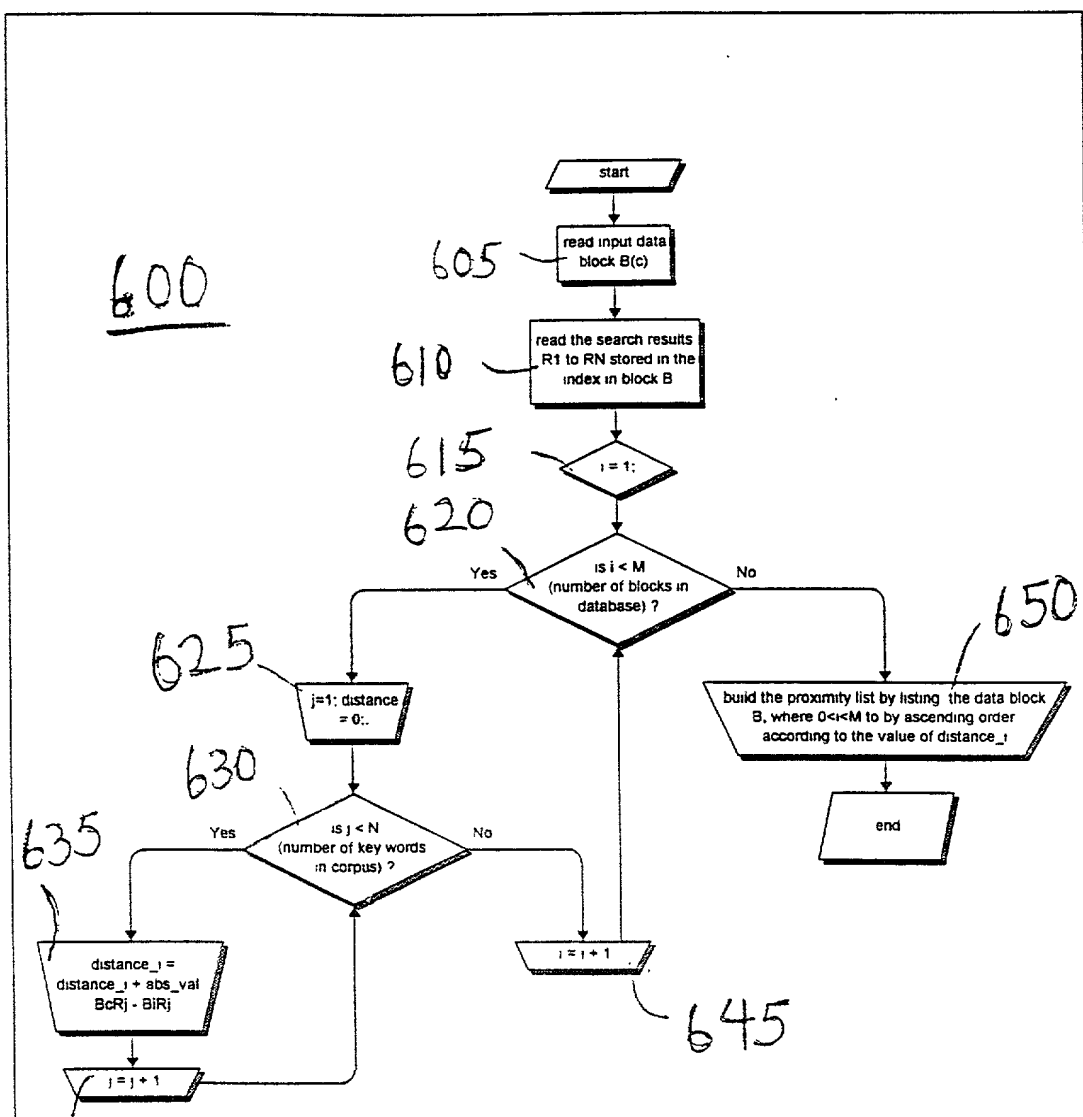 start
605
read input data
block B(c)
600
610
read the search results
R1 to RN stored in the
index in block B
615
i = 1;
620
is i < M
(number of blocks in
database) ?
Yes
No
625
j=1; distance
= 0;.
650
build the proximity list by listing the data block
B, where 0<i<M to by ascending order
according to the value of distance_i
630
is j < N
(number of key words
in corpus) ?
Yes
No
end
635
distance_i =
distance_i + abs_val
BcRj - BiRj
i = i + 1
645
j = j + 1